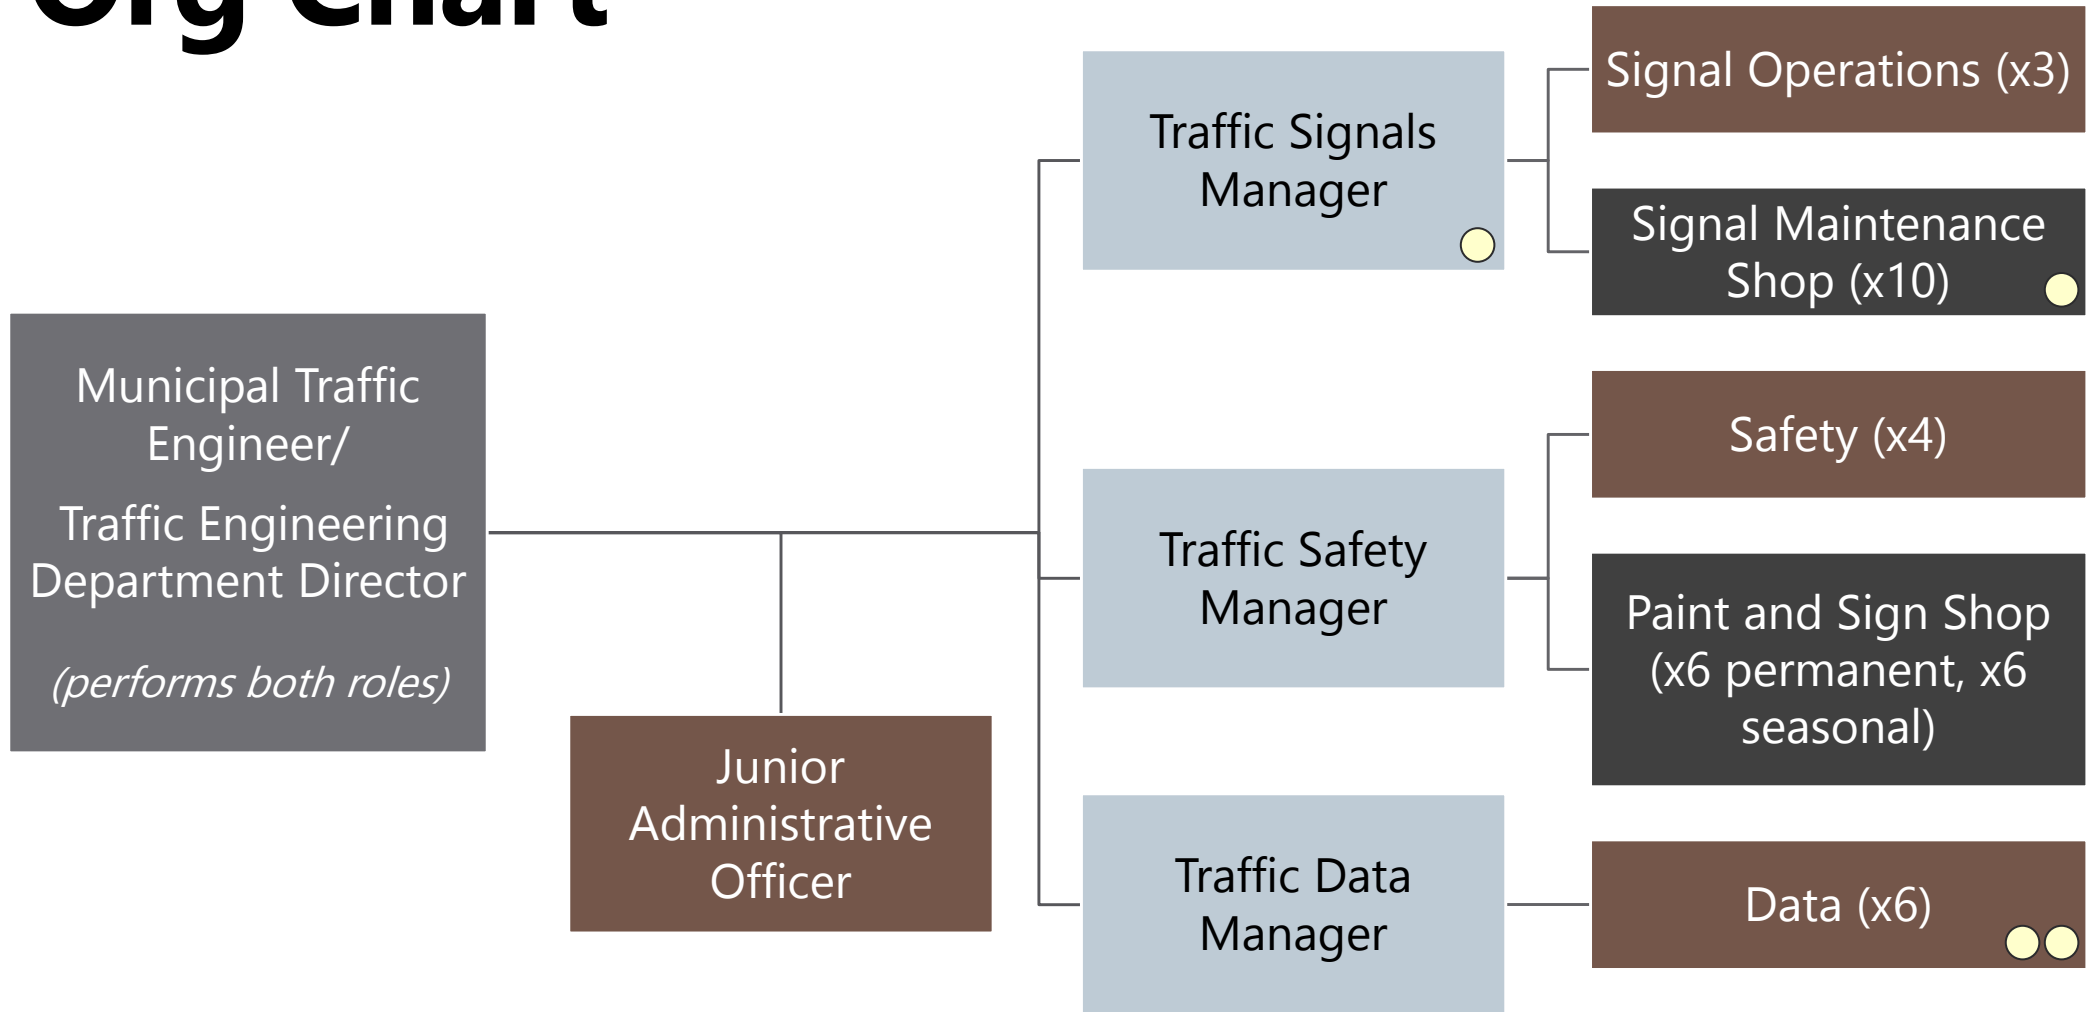 Org Chart
Municipal Traffic
Engineer/
Traffic Engineering
Department Director
(performs both roles)
Junior
Administrative
Officer
Traffic Signals
Manager
Signal Operations (x3)
Signal Maintenance
Shop (x10)
Traffic Safety
Manager
Safety (x4)
Paint and Sign Shop
(x6 permanent, x6
seasonal)
Traffic Data
Manager
Data (x6)